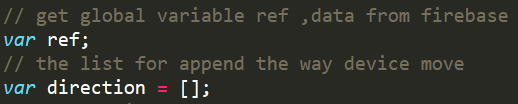 // get global variable ref ,data from firebase
var ref;
// the list for append the way device move
var direction = [];